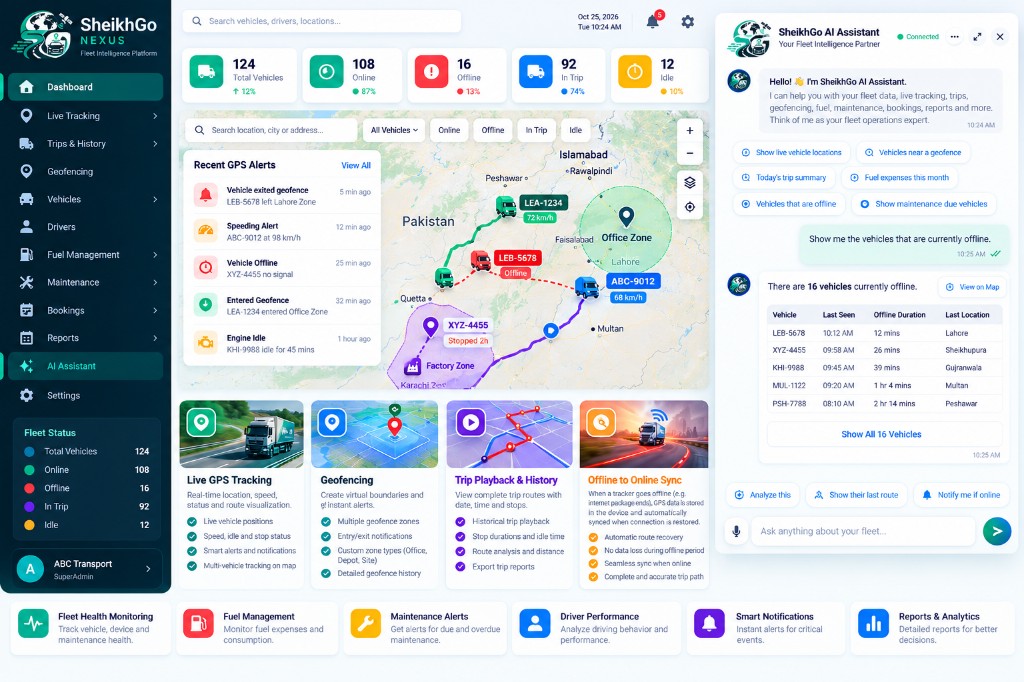 SheikhGo
NEXUS
Fleet Intelligence Platform
Dashboard
Live Tracking
Trips & History
Geofencing
Vehicles
Drivers
Fuel Management
Maintenance
Bookings
Reports
AI Assistant
Settings
Fleet Status
Total Vehicles 124
Online 108
Offline 16
In Trip 92
Idle 12
A
ABC Transport
SuperAdmin
Search vehicles, drivers, locations...
Oct 25, 2026
Tue 10:24 AM
5
124
Total Vehicles
↑ 12%
108
Online
87%
16
Offline
13%
92
In Trip
74%
12
Idle
10%
Search location, city or address...
All Vehicles
Online
Offline
In Trip
Idle
+
−
Recent GPS Alerts View All
Vehicle exited geofence 5 min ago
LEB-5678 left Lahore Zone
Speeding Alert 12 min ago
ABC-9012 at 98 km/h
Vehicle Offline 25 min ago
XYZ-4455 no signal
Entered Geofence 32 min ago
LEA-1234 entered Office Zone
Engine Idle 1 hour ago
KHI-9988 idle for 45 mins
Islamabad
Rawalpindi
Peshawar
LEA-1234
72 km/h
Pakistan
Office Zone
Faisalabad
Lahore
LEB-5678
Offline
ABC-9012
68 km/h
Quetta
XYZ-4455
Stopped 2h
Multan
Factory Zone
Karachi Zone
Live GPS Tracking
Real-time location, speed,
status and route visualization.
Live vehicle positions
Speed, idle and stop status
Smart alerts and notifications
Multi-vehicle tracking on map
Geofencing
Create virtual boundaries and
gf instant alerts.
Multiple geofence zones
Entry/exit notifications
Custom zone types (Office,
Depot, Site)
Detailed geofence history
Trip Playback & History
View complete trip routes with
date, time and stops.
Historical trip playback
Stop durations and idle time
Route analysis and distance
Export trip reports
Offline to Online Sync
When a tracker goes offline (e.g.
internet package ends), GPS data is stored
in the device and automatically
synced when connection is restored.
Automatic route recovery
No data loss during offline period
Seamless sync when online
Complete and accurate trip path
SheikhGo AI Assistant
Your Fleet Intelligence Partner
Connected
Hello! 👋 I'm SheikhGo AI Assistant.
I can help you with your fleet data, live tracking, trips,
geofencing, fuel, maintenance, bookings, reports and more.
Think of me as your fleet operations expert.
10:24 AM
Show live vehicle locations
Vehicles near a geofence
Today's trip summary
Fuel expenses this month
Vehicles that are offline
Show maintenance due vehicles
Show me the vehicles that are currently offline.
10:25 AM
There are 16 vehicles currently offline.
View on Map
Vehicle Last Seen Offline Duration Last Location
LEB-5678 10:12 AM 12 mins Lahore
XYZ-4455 09:58 AM 26 mins Sheikhupura
KHI-9988 09:45 AM 39 mins Gujranwala
MUL-1122 09:20 AM 1 hr 4 mins Multan
PSH-7788 08:10 AM 2 hr 14 mins Peshawar
Show All 16 Vehicles
10:25 AM
Analyze this
Show their last route
Notify me if online
Ask anything about your fleet...
Fleet Health Monitoring
Track vehicle, device and
maintenance health.
Fuel Management
Monitor fuel expenses and
consumption.
Maintenance Alerts
Get alerts for due and overdue
maintenance.
Driver Performance
Analyze driving behavior and
performance.
Smart Notifications
Instant alerts for critical
events.
Reports & Analytics
Detailed reports for better
decisions.